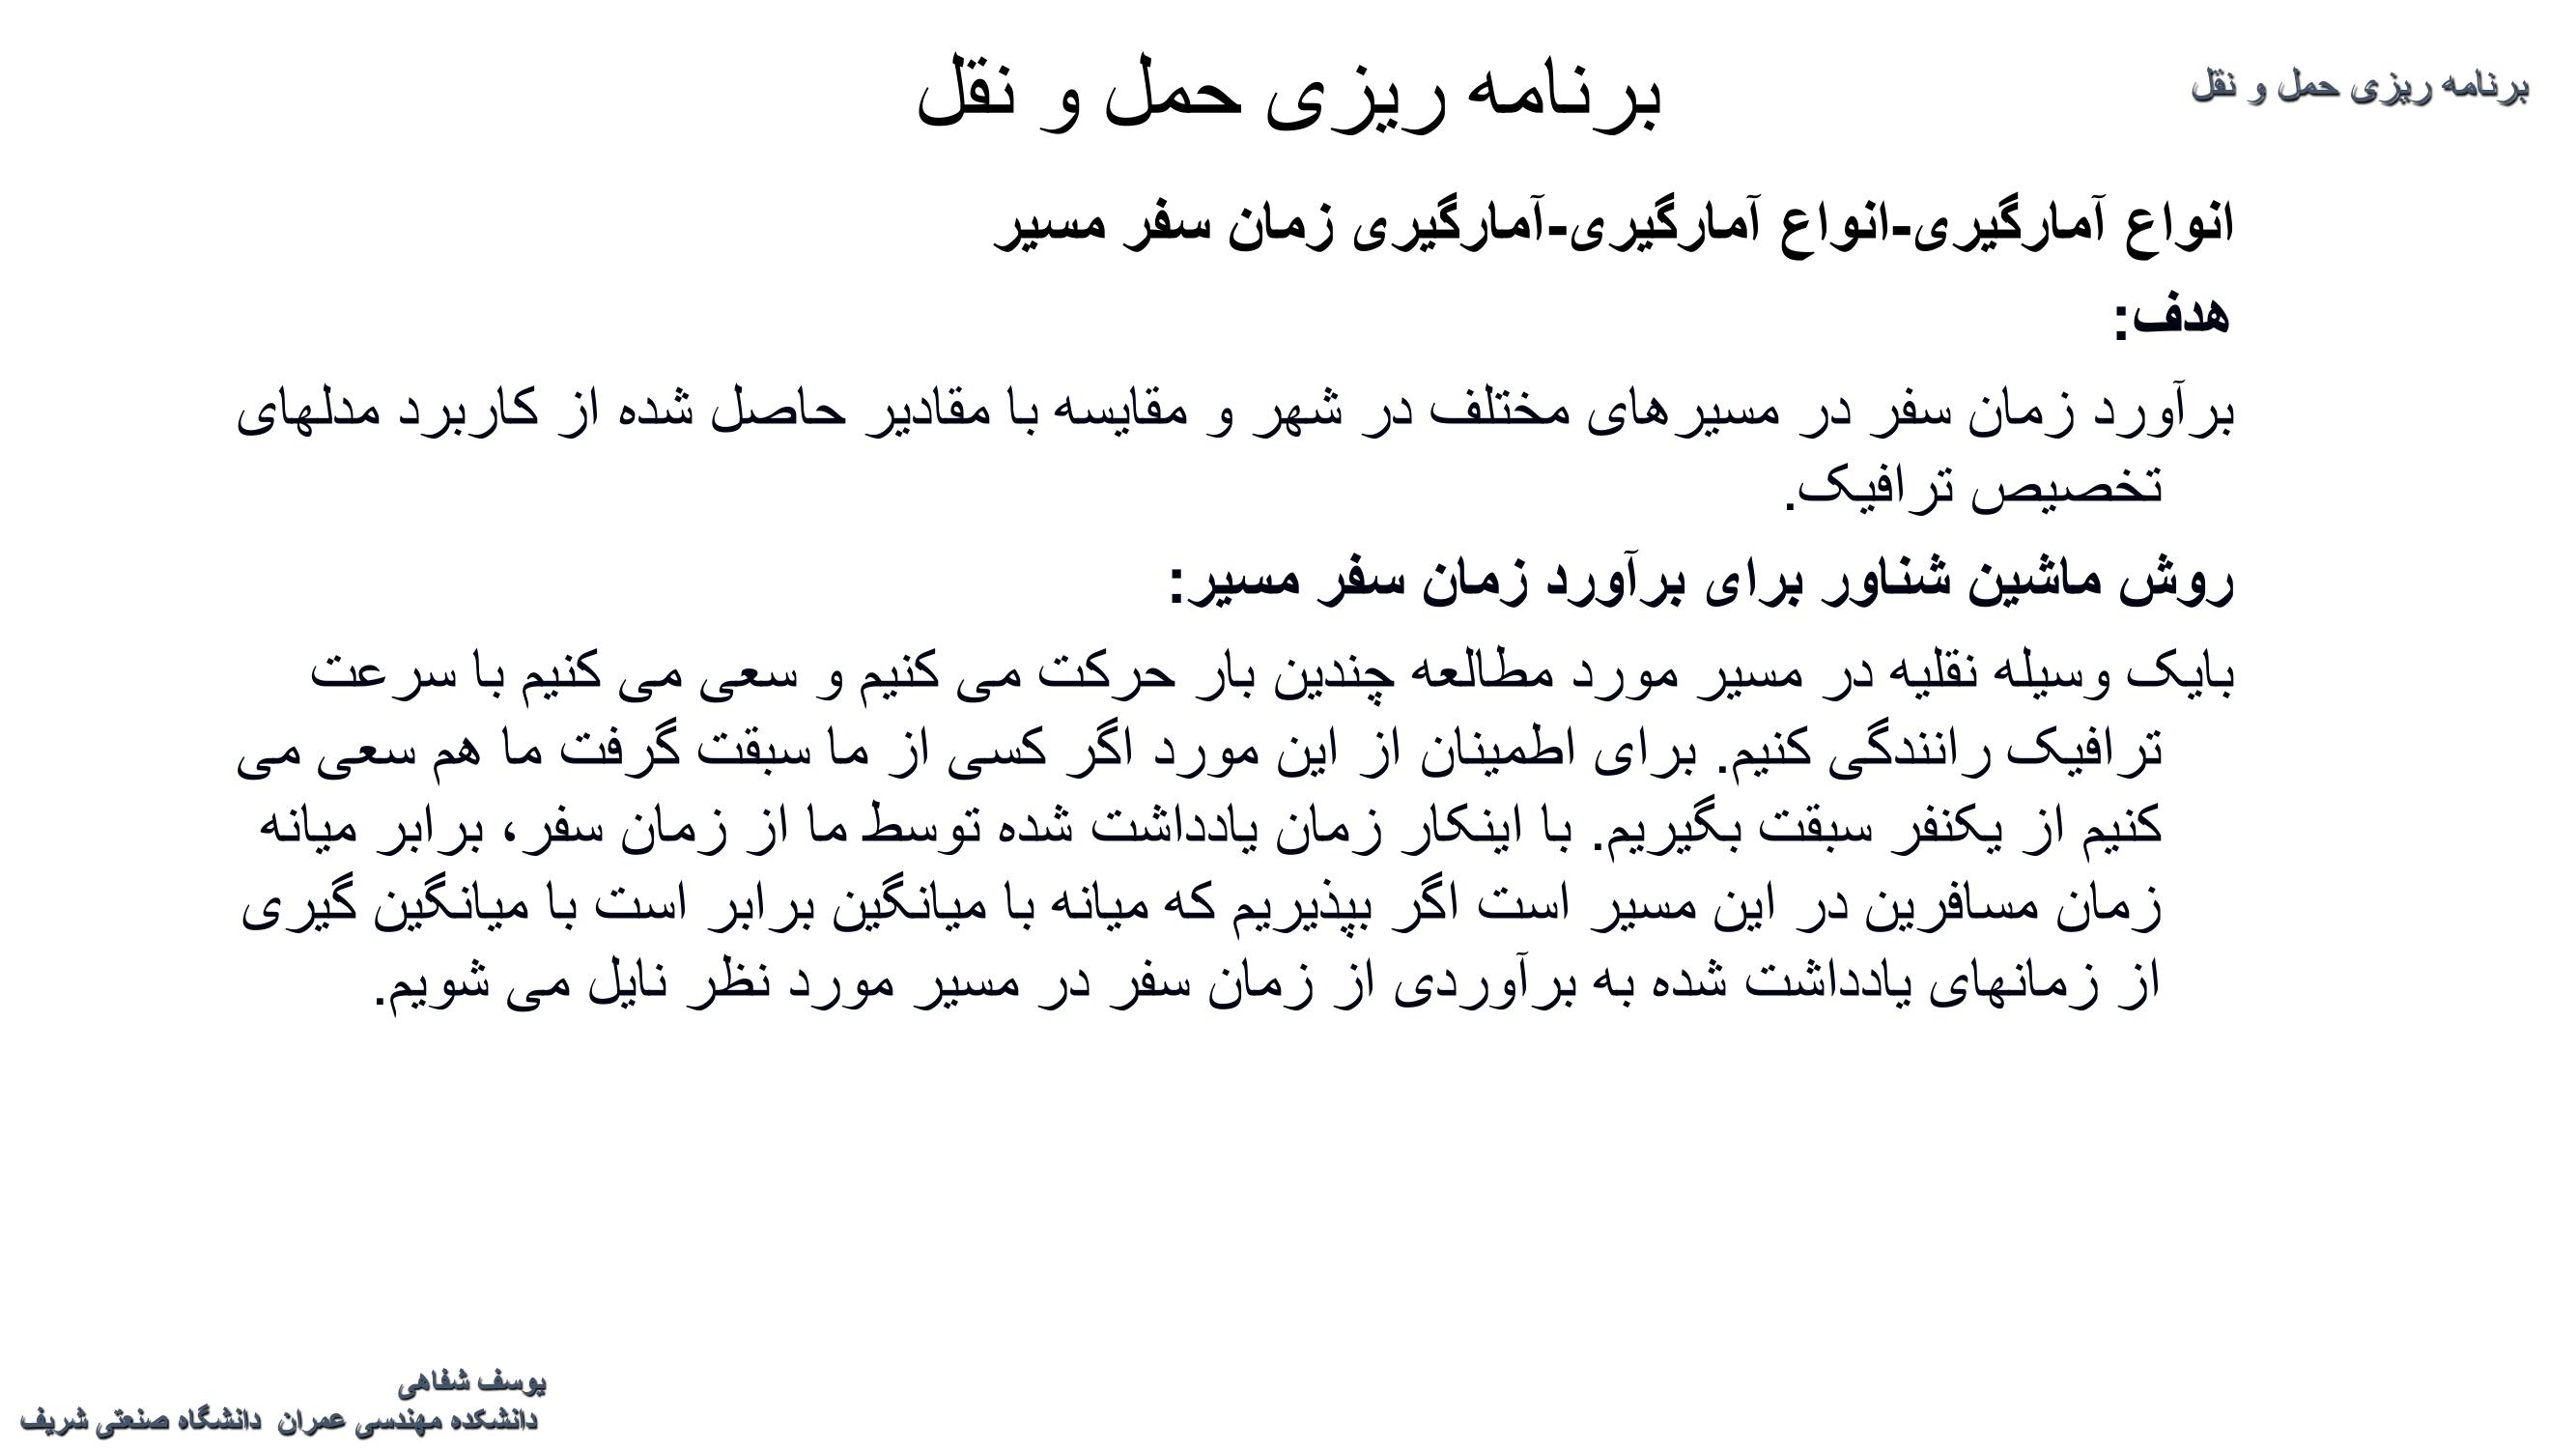 برنامه ریزی حمل و نقل
برنامه ریزی حمل و نقل
انواع آمارگیری-انواع آمارگیری-آمارگیری زمان سفر مسیر
هدف:
برآورد زمان سفر در مسیرهای مختلف در شهر و مقایسه با مقادیر حاصل شده از کاربرد مدلهای
تخصیص ترافیک.
روش ماشین شناور برای برآورد زمان سفر مسیر:
بایک وسیله نقلیه در مسیر مورد مطالعه چندین بار حرکت می کنیم و سعی می کنیم با سرعت
ترافیک رانندگی کنیم. برای اطمینان از این مورد اگر کسی از ما سبقت گرفت ما هم سعی می
کنیم از یکنفر سبقت بگیریم. با اینکار زمان یادداشت شده توسط ما از زمان سفر، برابر میانه
زمان مسافرین در این مسیر است اگر بپذیریم که میانه با میانگین برابر است با میانگین گیری
از زمانهای یادداشت شده به برآوردی از زمان سفر در مسیر مورد نظر نایل می شویم.
یوسف شفاهی
دانشکده مهندسی عمران دانشگاه صنعتی شریف